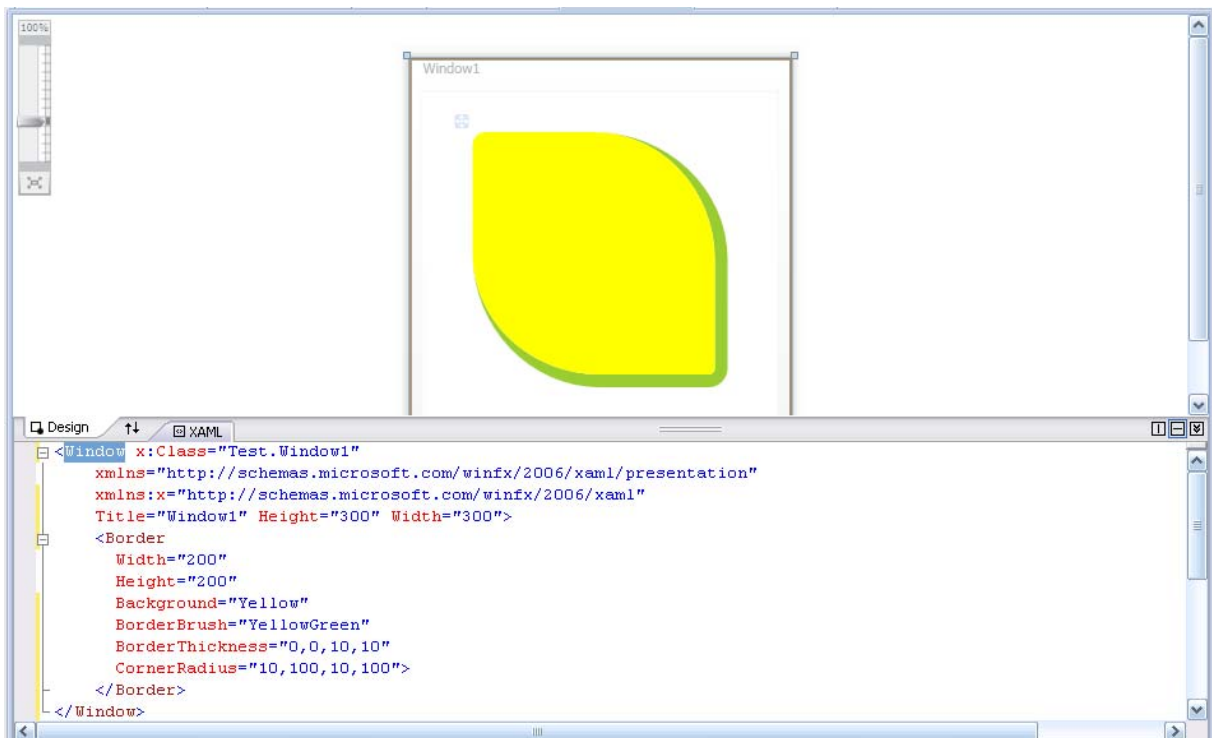 100%
Window1
Design
XAML
<Window x:Class="Test.Window1"
xmlns="http://schemas.microsoft.com/winfx/2006/xaml/presentation"
xmlns:x="http://schemas.microsoft.com/winfx/2006/xaml"
Title="Window1" Height="300" Width="300">
<Border
Width="200"
Height="200"
Background="Yellow"
BorderBrush="YellowGreen"
BorderThickness="0,0,10,10"
CornerRadius="10,100,10,100">
</Border>
</Window>